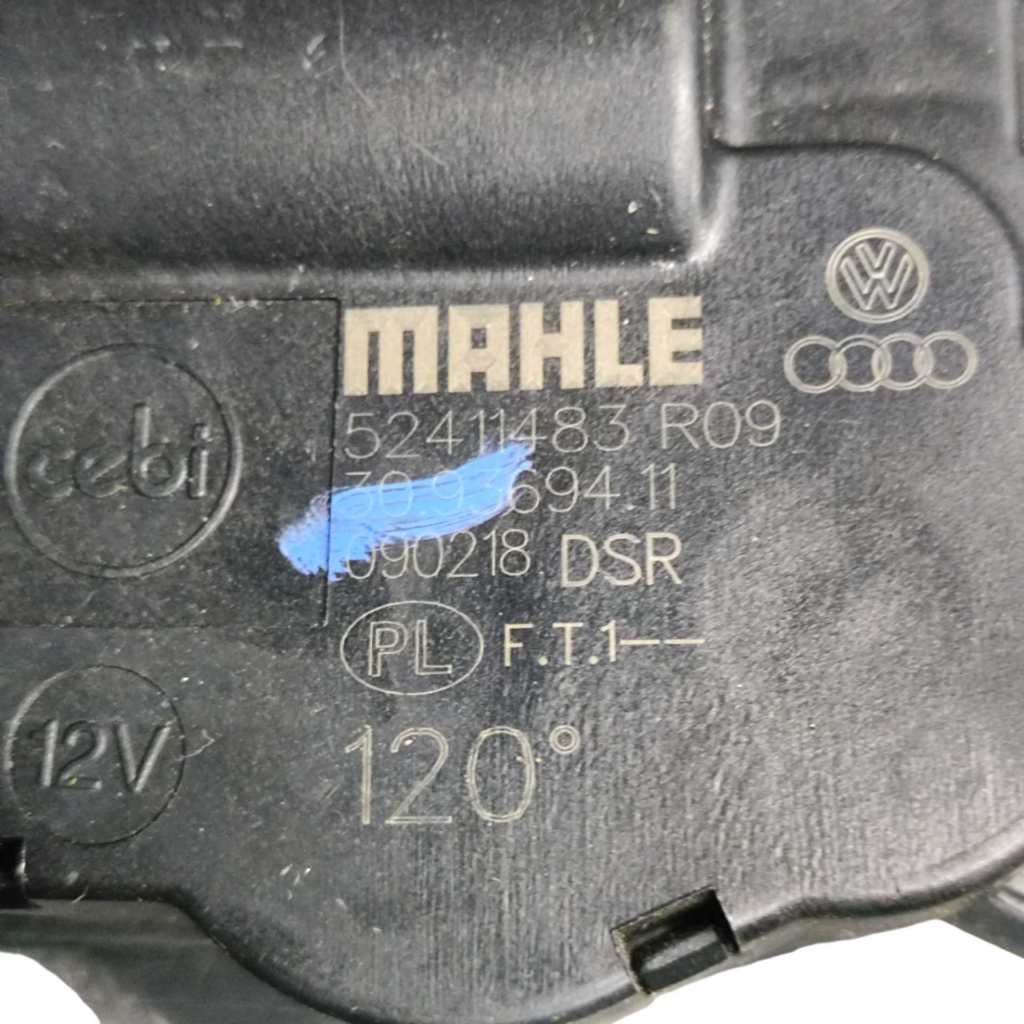 MAHLE
52411483 R09
30.93694.11
090218 DSR
PL F.T.1--
120°
cebi
12V